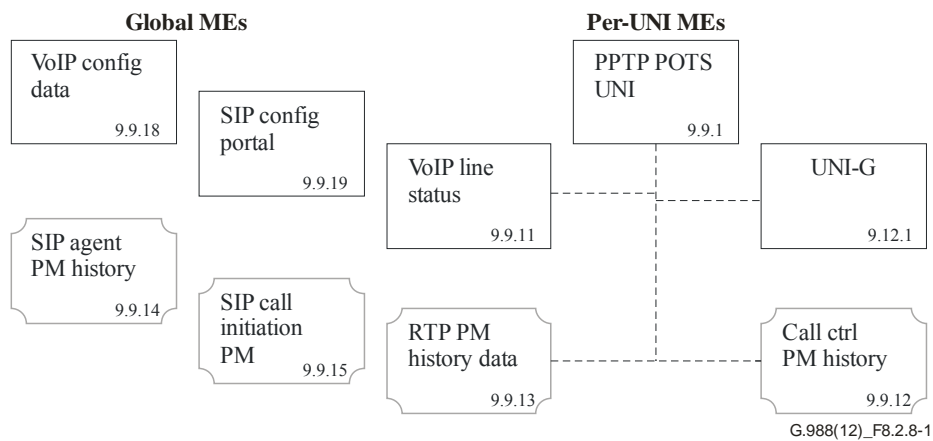 Global MEs
Per-UNI MEs
VoIP config
data
9.9.18
SIP config
portal
9.9.19
PPTP POTS
UNI
9.9.1
VoIP line
status
9.9.11
UNI-G
9.12.1
SIP agent
PM history
9.9.14
SIP call
initiation
PM
9.9.15
RTP PM
history data
9.9.13
Call ctrl
PM history
9.9.12
G.988(12)_F8.2.8-1